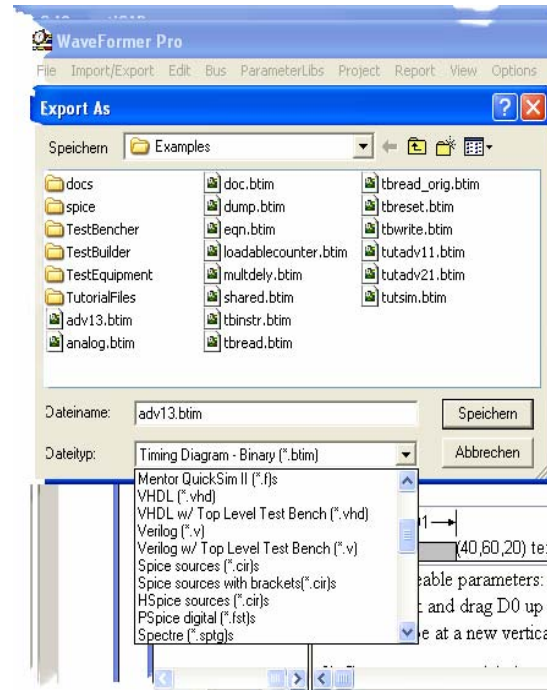 WaveFormer Pro
File Import/Export Edit Bus ParameterLibs Project Report View Options
Export As
Speichern Examples
docs
spice
TestBencher
TestBuilder
TestEquipment
TutorialFiles
adv13.btim
analog.btim
doc.btim
dump.btim
eqn.btim
loadablecounter.btim
multdely.btim
shared.btim
tbinstr.btim
tbread.btim
tbread_orig.btim
tbreset.btim
tbwrite.btim
tutadv11.btim
tutadv21.btim
tutsim.btim
Dateiname: adv13.btim Speichern
Dateityp: Timing Diagram - Binary (*.btim) Abbrechen
Mentor QuickSim II (*.f)s
VHDL (*.vhd)
VHDL w/ Top Level Test Bench (*.vhd)
Verilog (*.v)
Verilog w/ Top Level Test Bench (*.v)
Spice sources (*.cir)s
Spice sources with brackets(*.cir)s
HSpice sources (*.cir)s
PSpice digital (*.fst)s
Spectre (*.sptg)s
(40,60,20)
parameters:
and drag D0 up
at a new